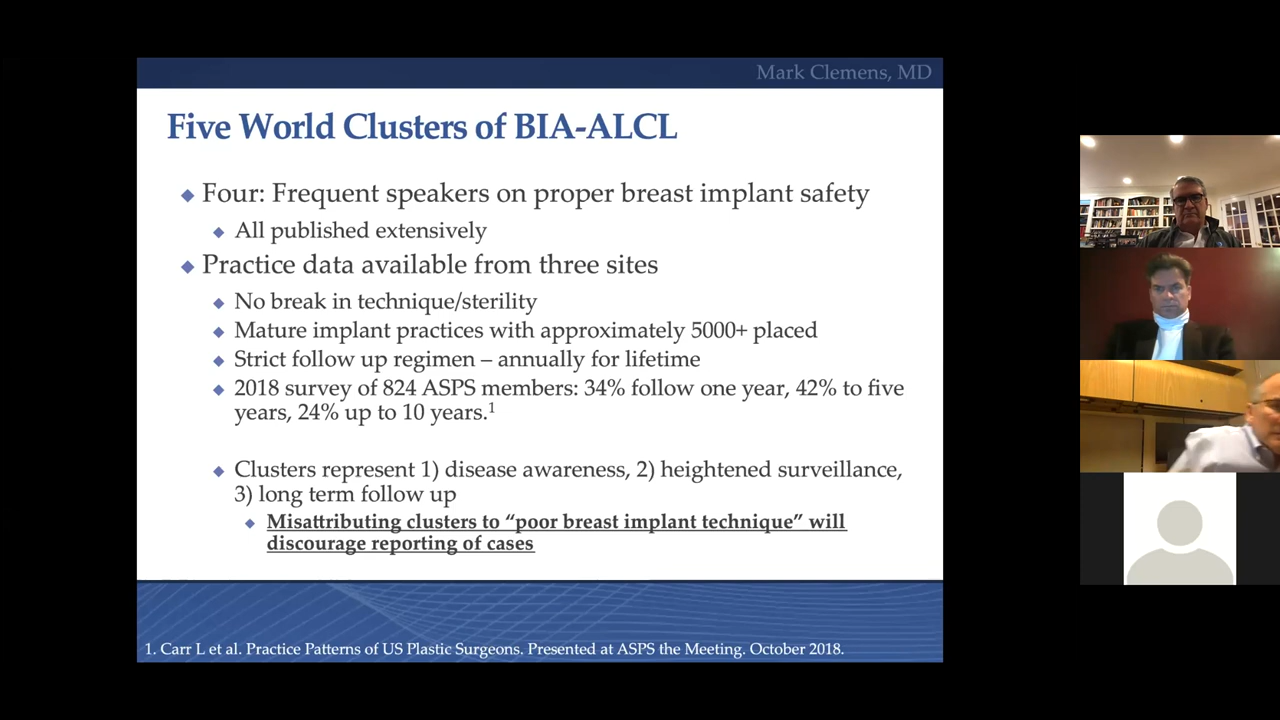 Mark Clemens, MD
Five World Clusters of BIA-ALCL
Four: Frequent speakers on proper breast implant safety
All published extensively
Practice data available from three sites
No break in technique/sterility
Mature implant practices with approximately 5000+ placed
Strict follow up regimen – annually for lifetime
2018 survey of 824 ASPS members: 34% follow one year, 42% to five
years, 24% up to 10 years.1
Clusters represent 1) disease awareness, 2) heightened surveillance,
3) long term follow up
Misattributing clusters to “poor breast implant technique” will
discourage reporting of cases
1. Carr L et al. Practice Patterns of US Plastic Surgeons. Presented at ASPS the Meeting. October 2018.